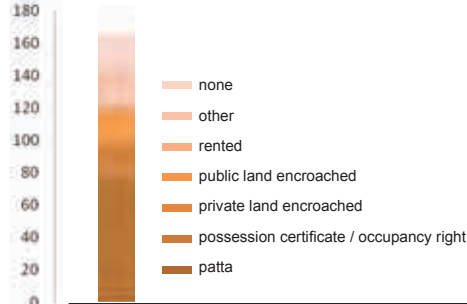 180
160
140
120
100
80
60
40
20
0
none
other
rented
public land encroached
private land encroached
possession certificate / occupancy right
patta